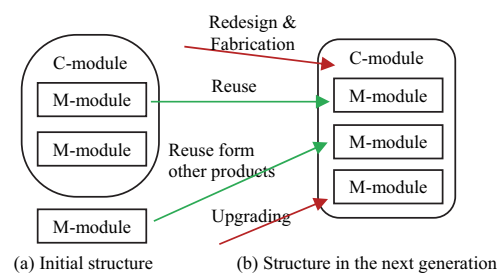 Redesign &
Fabrication
C-module
C-module
M-module
Reuse
M-module
M-module
M-module
Reuse form
other products
M-module
M-module
Upgrading
(a) Initial structure
(b) Structure in the next generation